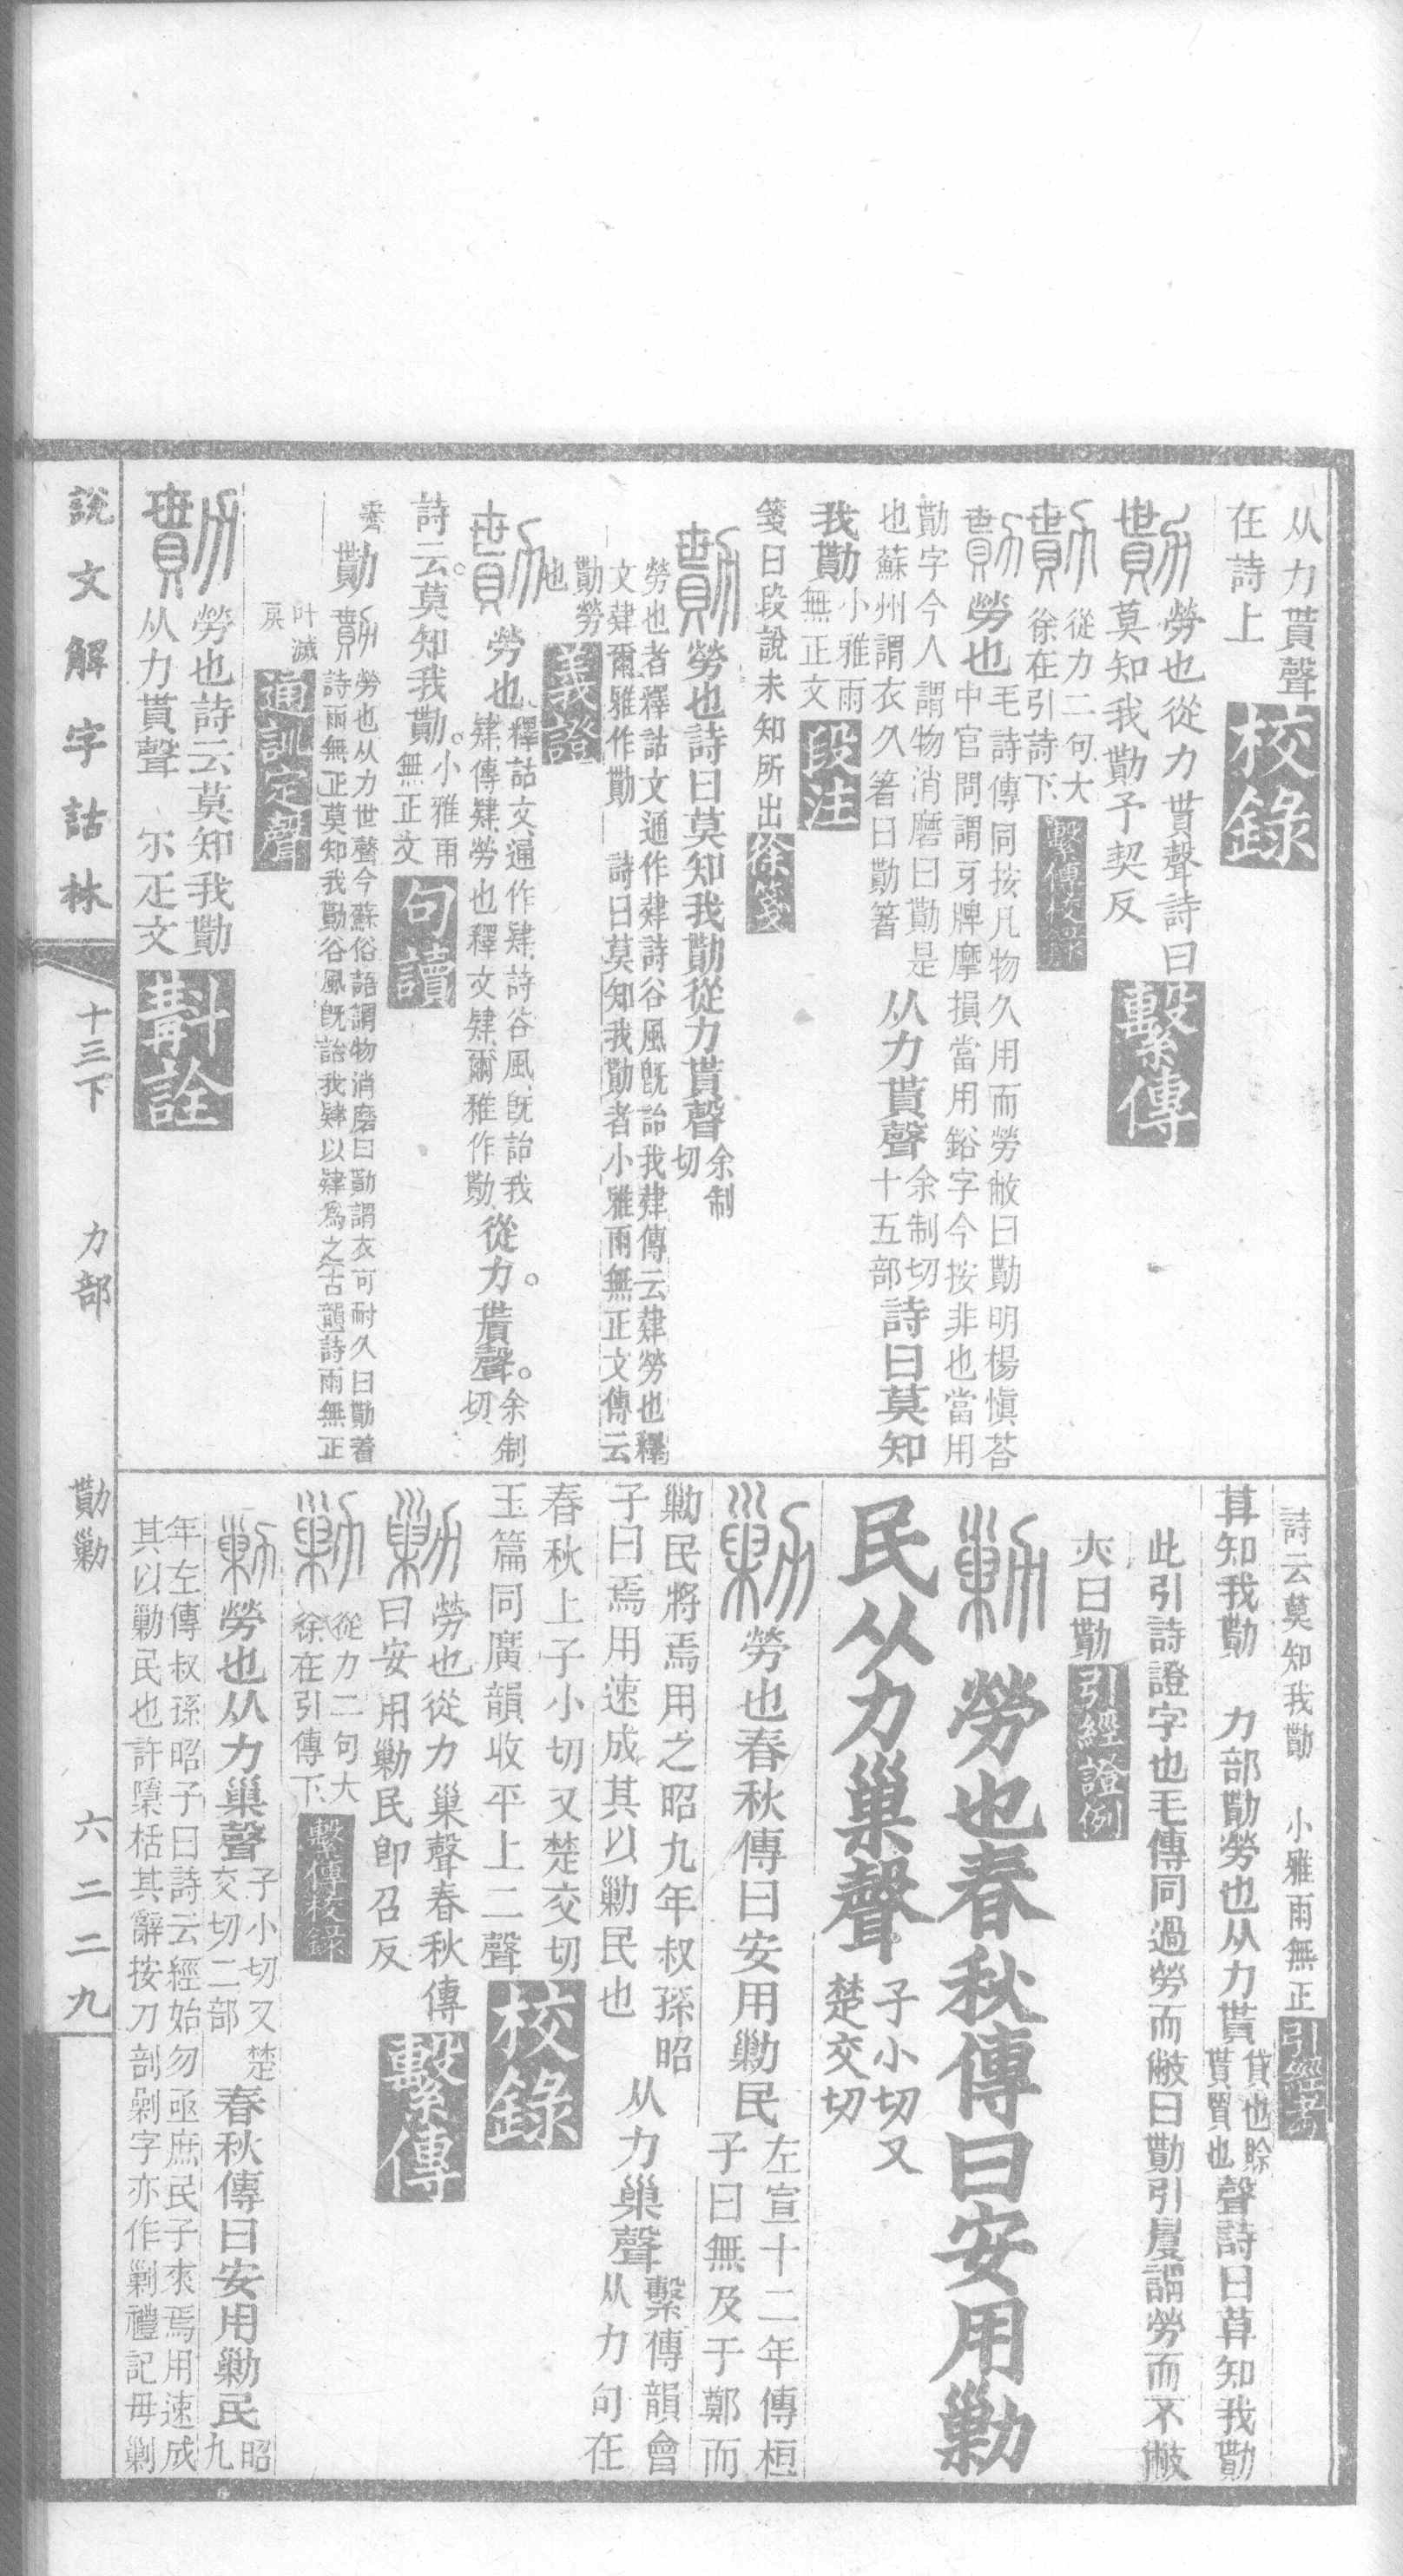 从力貰聲
在詩上 校錄
勩 勞也從力貰聲詩曰
莫知我勩予契反 繫傳
勩 從力二句大
徐在引詩下 繫傳校錄
勩 勞也 毛詩傳同按凡物久用而勞敝曰勩明楊慎荅
中官問謂牙牌摩損當用鋊字今按非也當用
勩字今人謂物消磨曰勩是
也蘇州謂衣久箸曰勩箸 从力貰聲 余制切
十五部 詩曰莫知
我勩 小雅雨
無正文 段注
箋曰段說未知所出 徐箋
勩 勞也詩曰莫知我勩從力貰聲 余制
切
勞也者釋詁文通作肄詩谷風旣詒我肄傳云肄勞也釋
文肄爾雅作勩 詩曰莫知我勩者小雅雨無正文傳云
勩勞
也 義證
勩 勞也 釋詁文通作肄詩谷風旣詒我
肄傳肄勞也釋文肄爾雅作勩 從力。貰聲。 余制
切
詩云。莫知我勩。 小雅雨
無正文 句讀
勩 勩 勞也从力世聲今蘇俗語謂物消磨曰勩謂衣可耐久曰勩着
詩雨無正莫知我勩谷風旣詒我肄以肄爲之古韻詩雨無正
叶滅
戾 通訓定聲
勩 勞也詩云莫知我勩
从力貰聲 尒疋文 斠詮
說文解字詁林 十三下 力部 勩勦 六二二九
詩云莫知我勩 小雅雨無正 引經考
莫知我勩 力部勩勞也从力貰 貸也賒
貰買也 聲詩曰莫知我勩
此引詩證字也毛傳同過勞而敝曰勩引㞡謂勞而不敝
亦曰勩 引經證例
勦 勞也春秋傳曰安用勦
民从力巢聲 子小切又
楚交切
勦 勞也春秋傳曰安用勦民 左宣十二年傳桓
子曰無及于鄭而
勦民將焉用之昭九年叔孫昭
子曰焉用速成其以勦民也 从力巢聲 繫傳韻會
从力句在
春秋上子小切又楚交切
玉篇同廣韻收平上二聲 校錄
勦 勞也從力巢聲春秋傳
曰安用勦民卽召反 繫傳
勦 從力二句大
徐在引傳下 繫傳校錄
勦 勞也从力巢聲 子小切又楚
交切二部 春秋傳曰安用勦民 昭
九
年左傳叔孫昭子曰詩云經始勿亟庶民子來焉用速成
其以勦民也許檃栝其辭按刀部剿字亦作剿禮記毋剿